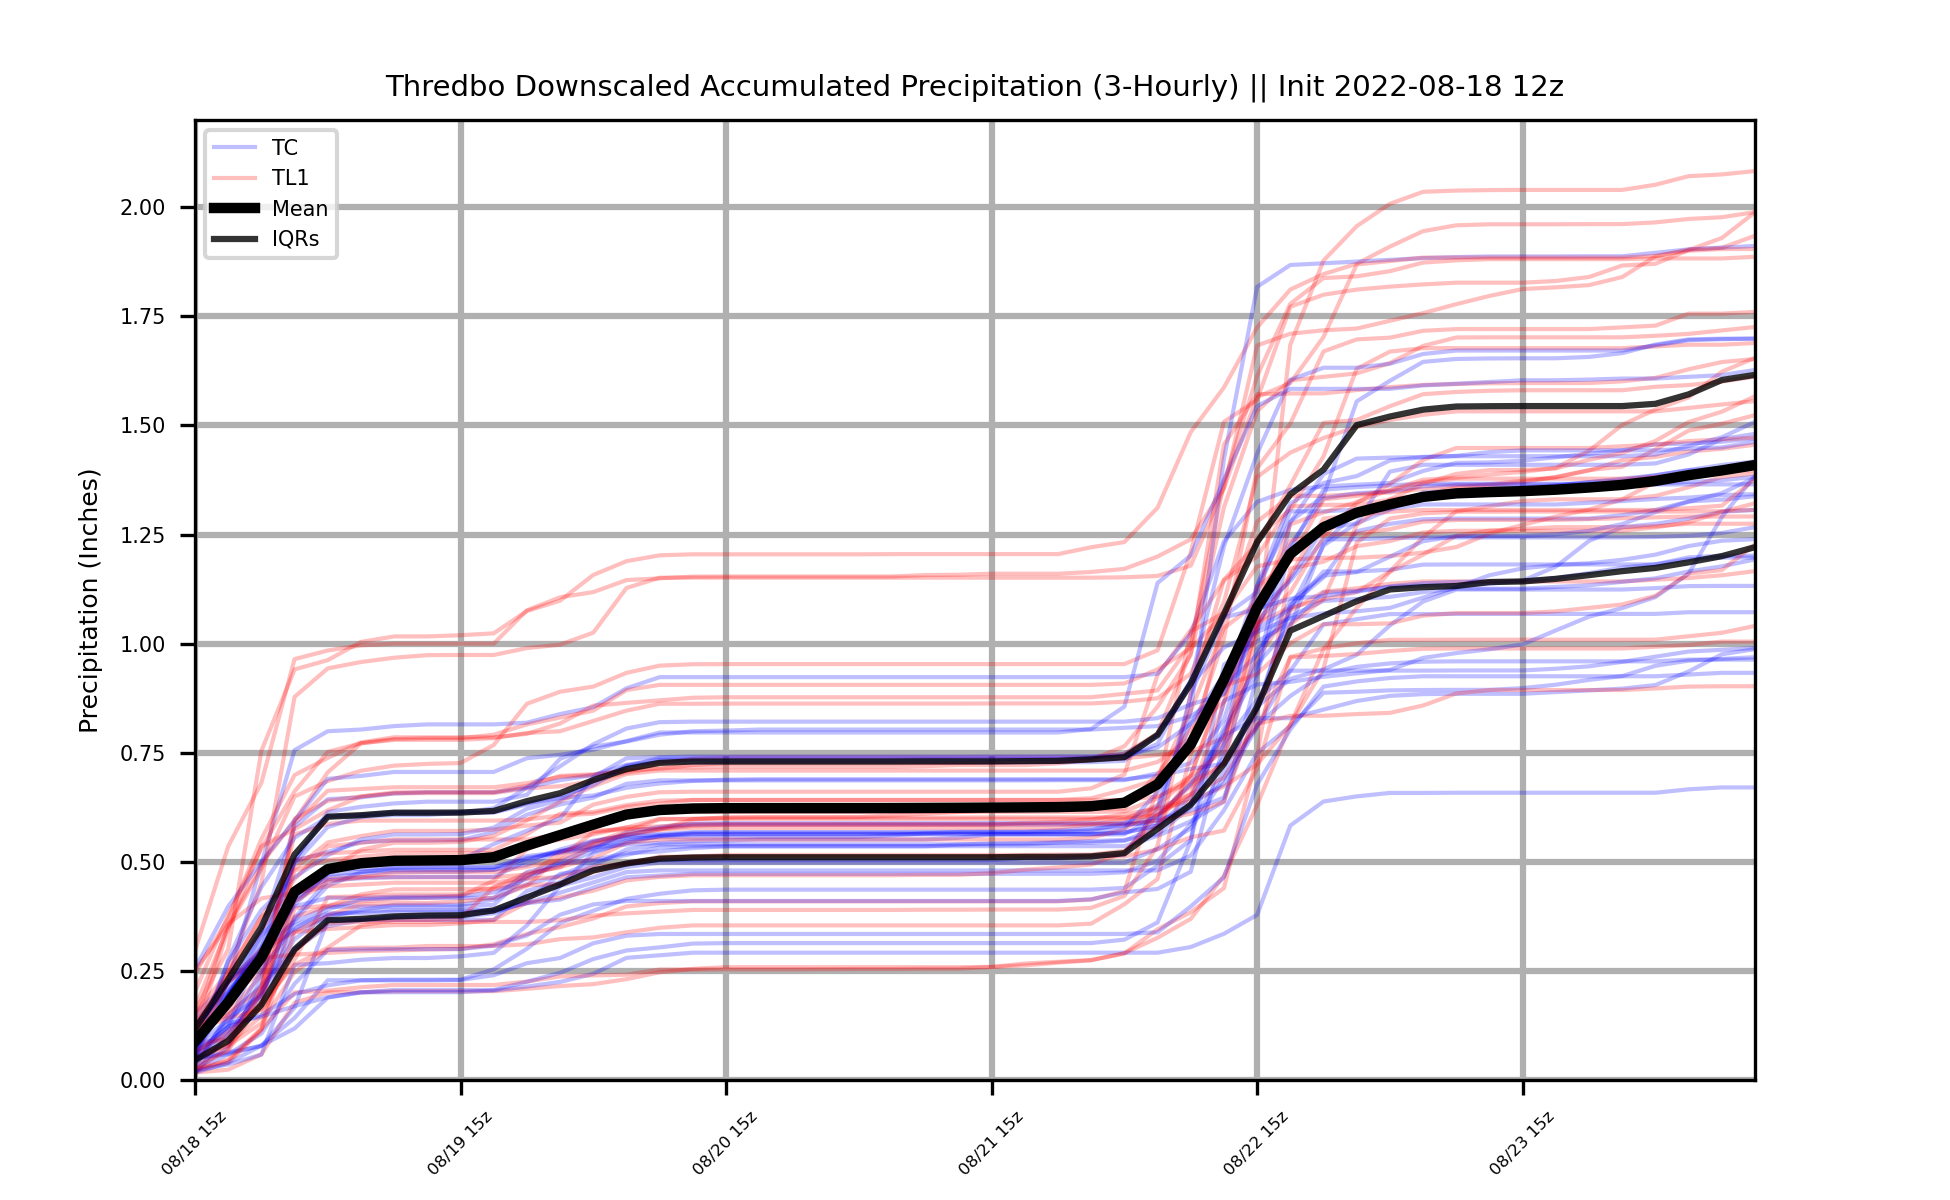 Thredbo Downscaled Accumulated Precipitation (3-Hourly) || Init 2022-08-18 12z
TC
TL1
Mean
IQRs
Precipitation (Inches)
2.00
1.75
1.50
1.25
1.00
0.75
0.50
0.25
0.00
08/18 15z
08/19 15z
08/20 15z
08/21 15z
08/22 15z
08/23 15z